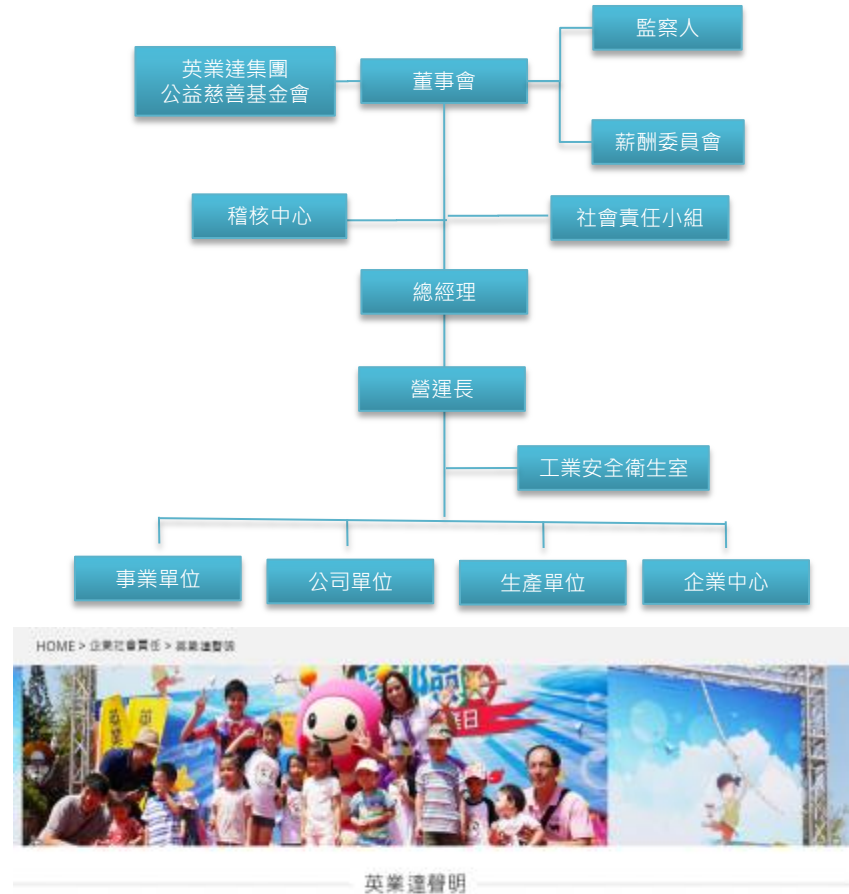 監察人
英業達集團
公益慈善基金會
董事會
薪酬委員會
稽核中心
社會責任小組
總經理
營運長
工業安全衛生室
事業單位
公司單位
生產單位
企業中心
HOME > 企業社會責任 > 英業達聲明
英業達聲明